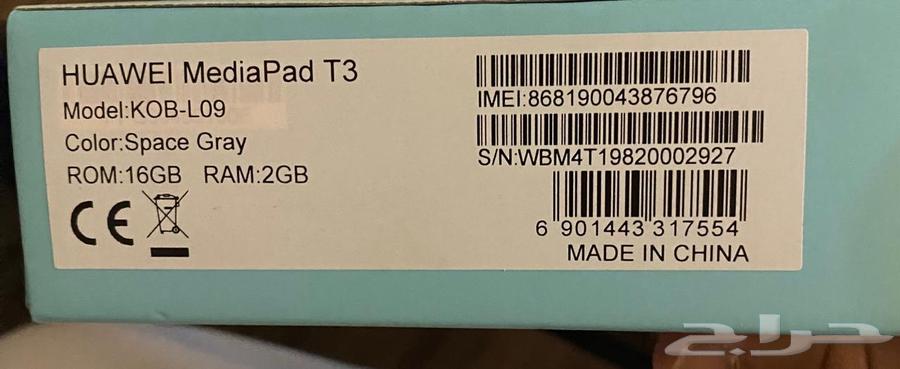 HUAWEI MediaPad T3
Model:KOB-L09
Color:Space Gray
ROM:16GB RAM:2GB
CE
IMEI:868190043876796
S/N:WBM4T19820002927
6 901443 317554
MADE IN CHINA
حراج